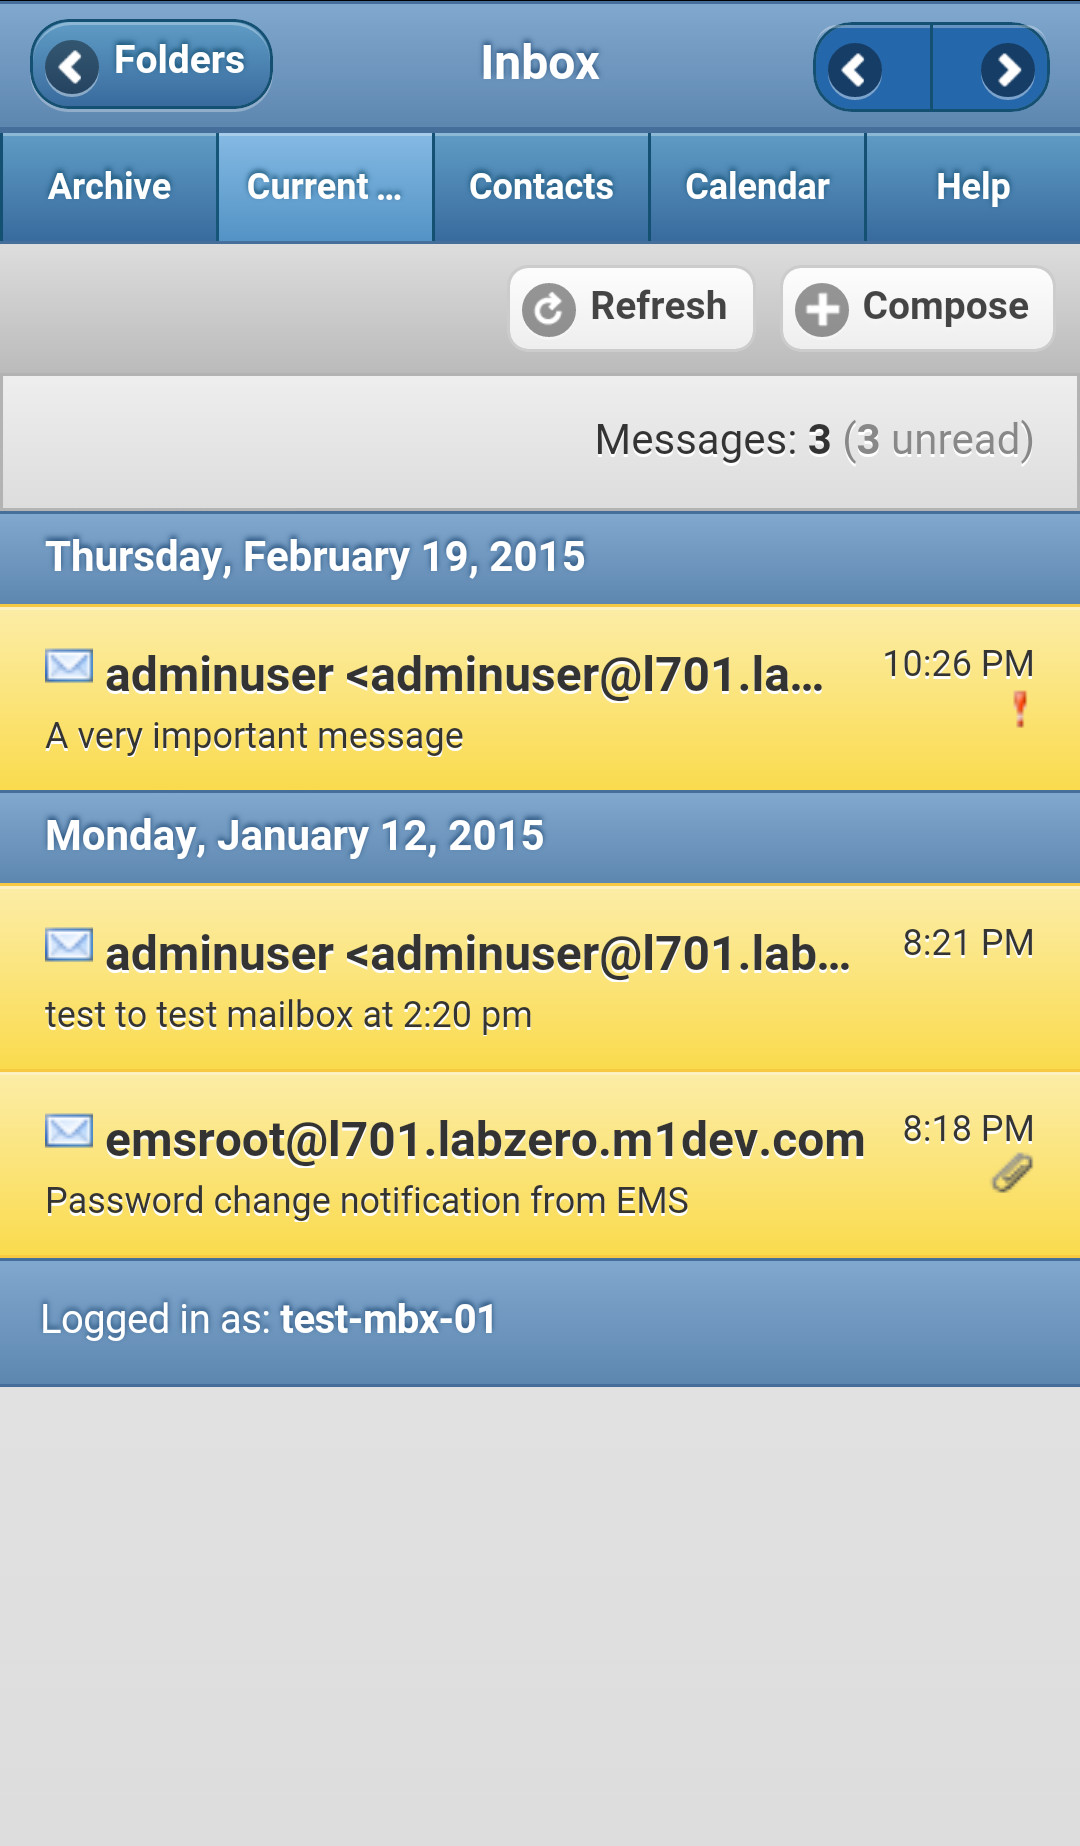 Folders
Inbox
Archive
Current ...
Contacts
Calendar
Help
Refresh
Compose
Messages: 3 (3 unread)
Thursday, February 19, 2015
adminuser <adminuser@l701.la...
10:26 PM
A very important message
Monday, January 12, 2015
adminuser <adminuser@l701.lab...
8:21 PM
test to test mailbox at 2:20 pm
emsroot@l701.labzero.m1dev.com
8:18 PM
Password change notification from EMS
Logged in as: test-mbx-01